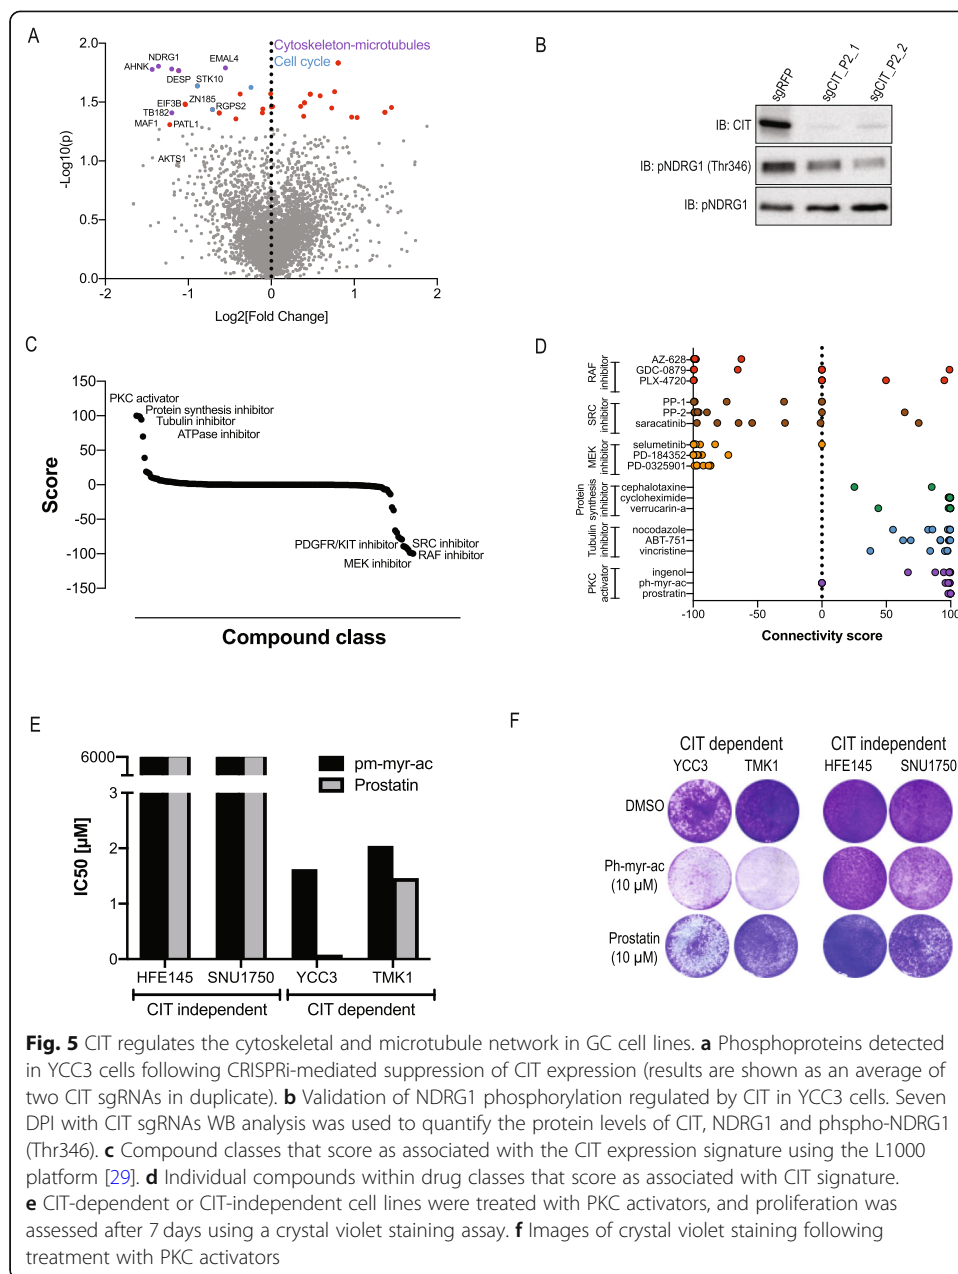 A
2.0
1.5
1.0
0.5
0.0
-Log10(p)
-2
-1
0
1
2
Log2[Fold Change]
Cytoskeleton-microtubules
Cell cycle
NDRG1
AHNK
DESP
EMAL4
STK10
EIF3B
ZN185
TB182
RGPS2
MAF1
PATL1
AKTS1
B
sgRFP
sgCIT_P2_1
sgCIT_P2_2
IB: CIT
IB: pNDRG1 (Thr346)
IB: pNDRG1
C
150
100
50
0
-50
-100
-150
Score
PKC activator
Protein synthesis inhibitor
Tubulin inhibitor
ATPase inhibitor
PDGFR/KIT inhibitor
SRC inhibitor
RAF inhibitor
MEK inhibitor
Compound class
D
RAF inhibitor
AZ-628
GDC-0879
PLX-4720
SRC inhibitor
PP-1
PP-2
saracatinib
MEK inhibitor
selumetinib
PD-184352
PD-0325901
Protein synthesis inhibitor
cephalotaxine
cycloheximide
verrucarin-a
Tubulin inhibitor
nocodazole
ABT-751
vincristine
PKC activator
ingenol
ph-myr-ac
prostratin
-100
-50
0
50
100
Connectivity score
E
6000
3
2
1
0
IC50 [µM]
pm-myr-ac
Prostatin
HFE145
SNU1750
YCC3
TMK1
CIT independent
CIT dependent
F
CIT dependent
CIT independent
YCC3
TMK1
HFE145
SNU1750
DMSO
Ph-myr-ac
(10 µM)
Prostatin
(10 µM)
Fig. 5 CIT regulates the cytoskeletal and microtubule network in GC cell lines. a Phosphoproteins detected
in YCC3 cells following CRISPRi-mediated suppression of CIT expression (results are shown as an average of
two CIT sgRNAs in duplicate). b Validation of NDRG1 phosphorylation regulated by CIT in YCC3 cells. Seven
DPI with CIT sgRNAs WB analysis was used to quantify the protein levels of CIT, NDRG1 and phspho-NDRG1
(Thr346). c Compound classes that score as associated with the CIT expression signature using the L1000
platform [29]. d Individual compounds within drug classes that score as associated with CIT signature.
e CIT-dependent or CIT-independent cell lines were treated with PKC activators, and proliferation was
assessed after 7 days using a crystal violet staining assay. f Images of crystal violet staining following
treatment with PKC activators